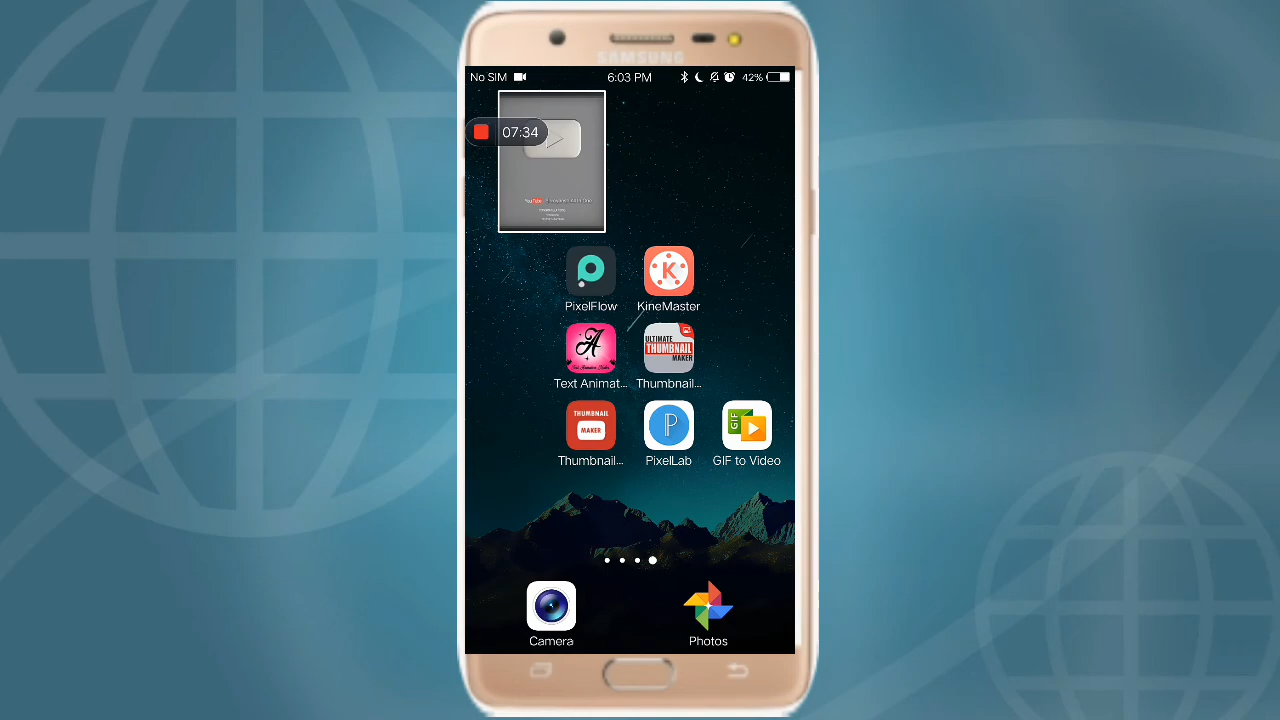 SAMSUNG
No SIM 6:03 PM 42%
07:34
YouTube
PixelFlow KineMaster
ULTIMATE
THUMBNAIL
MAKER
Text Animat... Thumbnail...
THUMBNAIL
MAKER
GIF
Thumbnail... PixelLab GIF to Video
Camera Photos